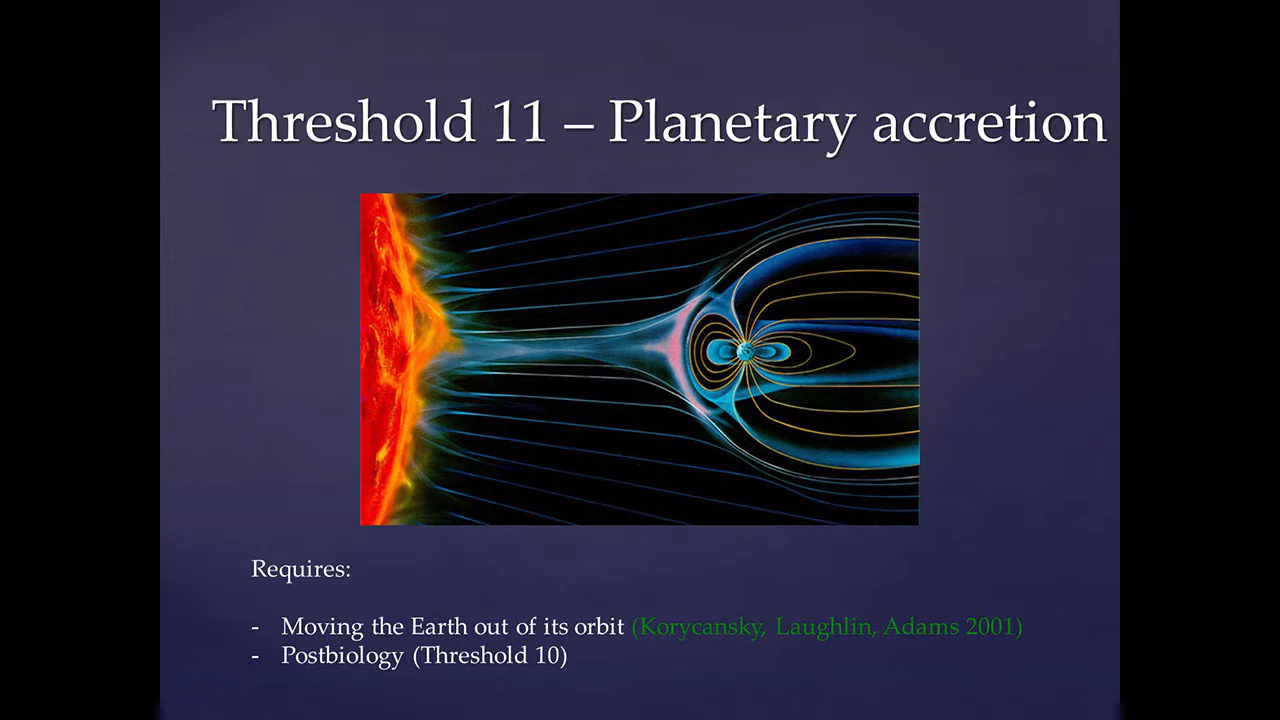 Threshold 11 – Planetary accretion
Requires:
- Moving the Earth out of its orbit (Korycansky, Laughlin, Adams 2001)
- Postbiology (Threshold 10)